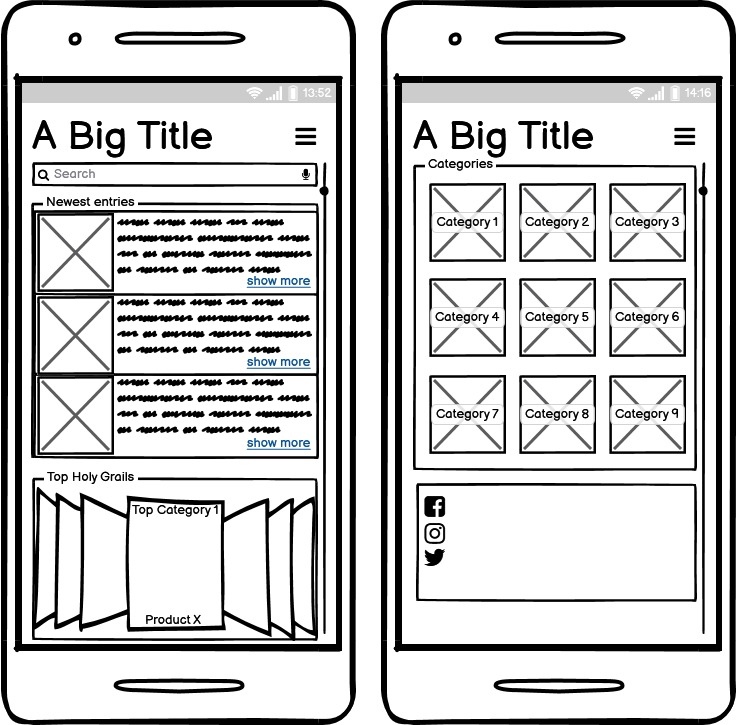 13:52
A Big Title
Search
Newest entries
show more
show more
show more
Top Holy Grails
Top Category 1
Product X
14:16
A Big Title
Categories
Category 1 Category 2 Category 3
Category 4 Category 5 Category 6
Category 7 Category 8 Category 9